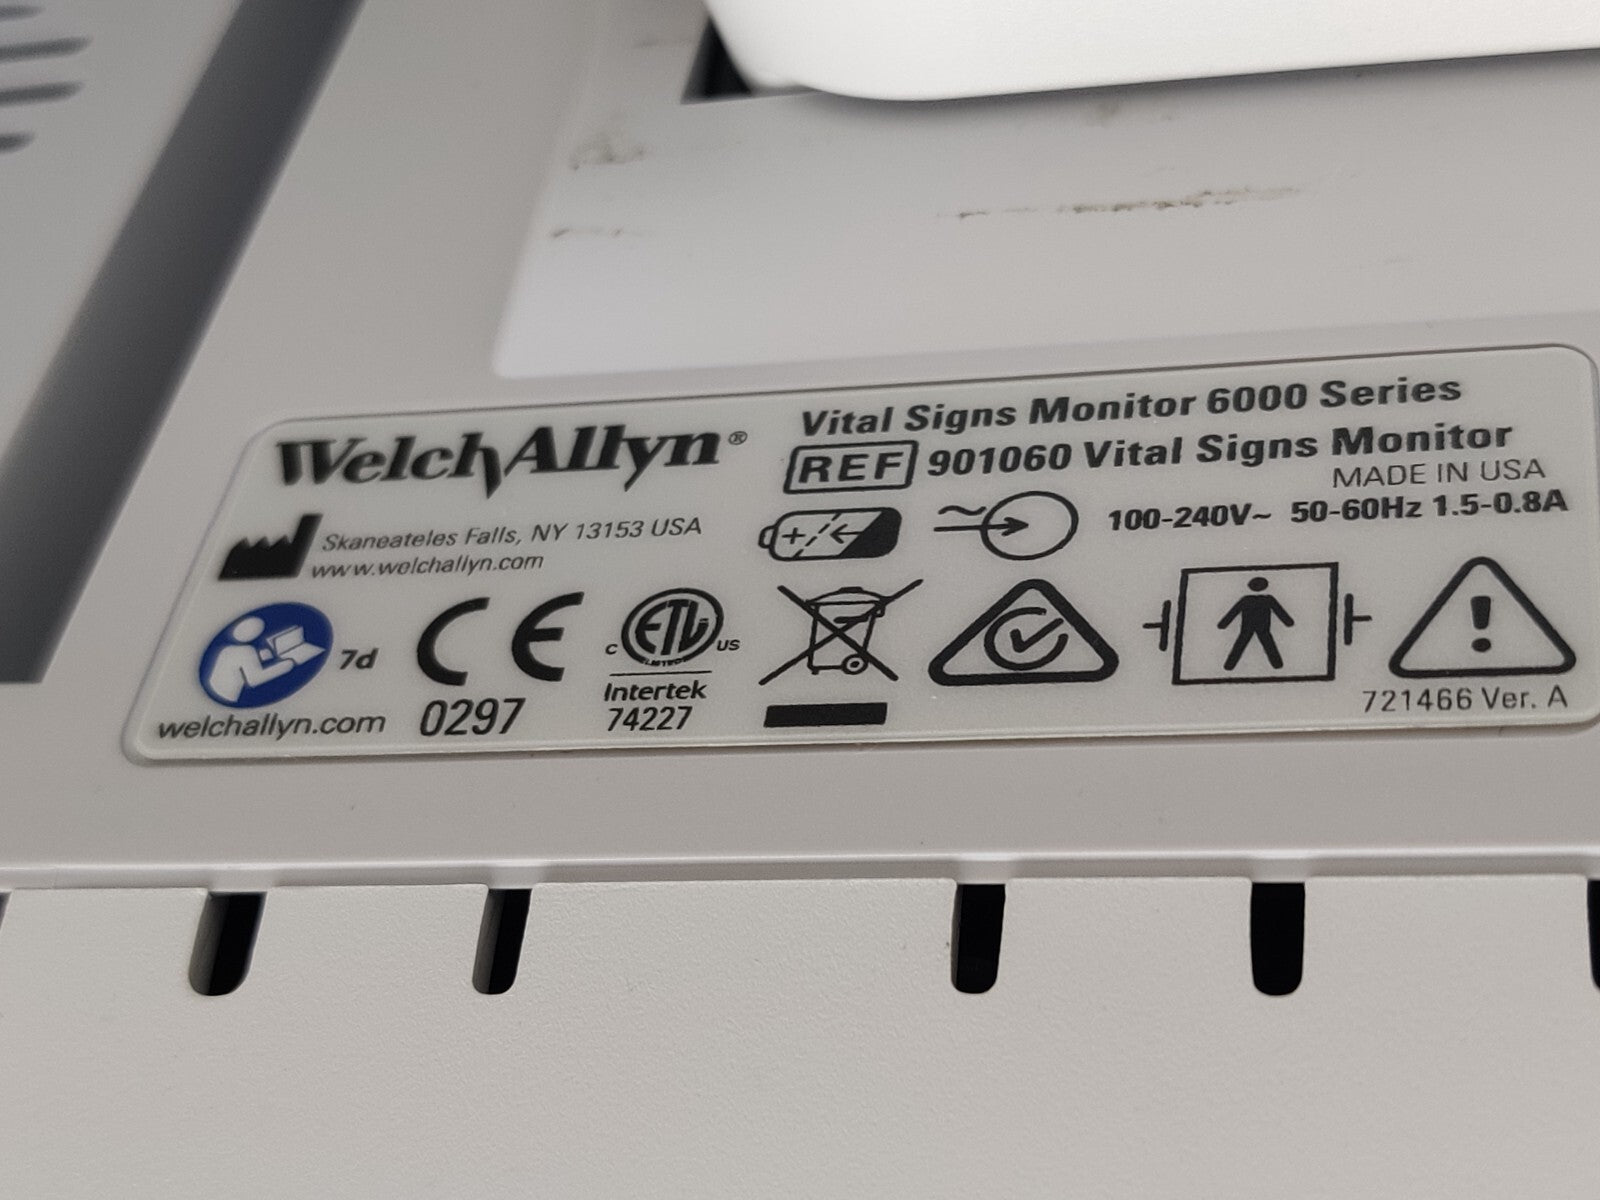 WelchAllyn®
Vital Signs Monitor 6000 Series
REF 901060 Vital Signs Monitor
MADE IN USA
Skaneateles Falls, NY 13153 USA
www.welchallyn.com
100-240V~ 50-60Hz 1.5-0.8A
7d
welchallyn.com
CE
0297
c ETL us
Intertek
74227
721466 Ver. A